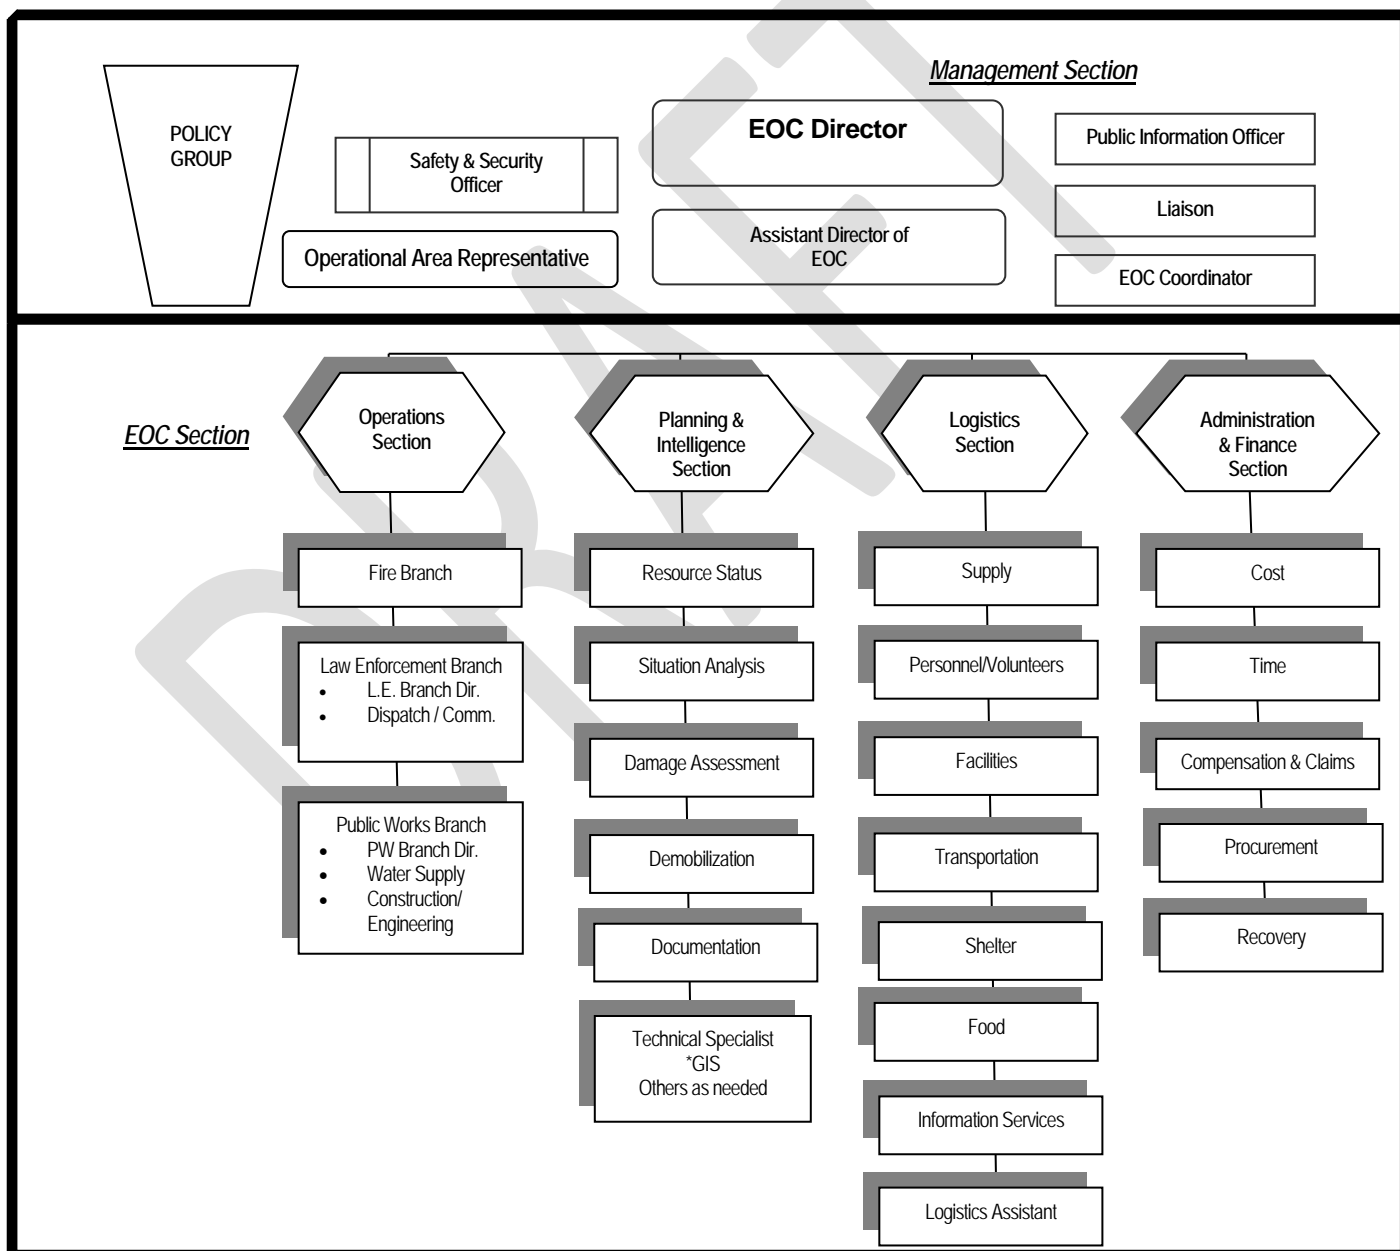 Management Section
POLICY
GROUP
Safety & Security
Officer
Operational Area Representative
EOC Director
Assistant Director of
EOC
Public Information Officer
Liaison
EOC Coordinator
EOC Section
Operations
Section
Fire Branch
Law Enforcement Branch
• L.E. Branch Dir.
• Dispatch / Comm.
Public Works Branch
• PW Branch Dir.
• Water Supply
• Construction/
Engineering
Planning &
Intelligence
Section
Resource Status
Situation Analysis
Damage Assessment
Demobilization
Documentation
Technical Specialist
*GIS
Others as needed
Logistics
Section
Supply
Personnel/Volunteers
Facilities
Transportation
Shelter
Food
Information Services
Logistics Assistant
Administration
& Finance
Section
Cost
Time
Compensation & Claims
Procurement
Recovery
DRAFT